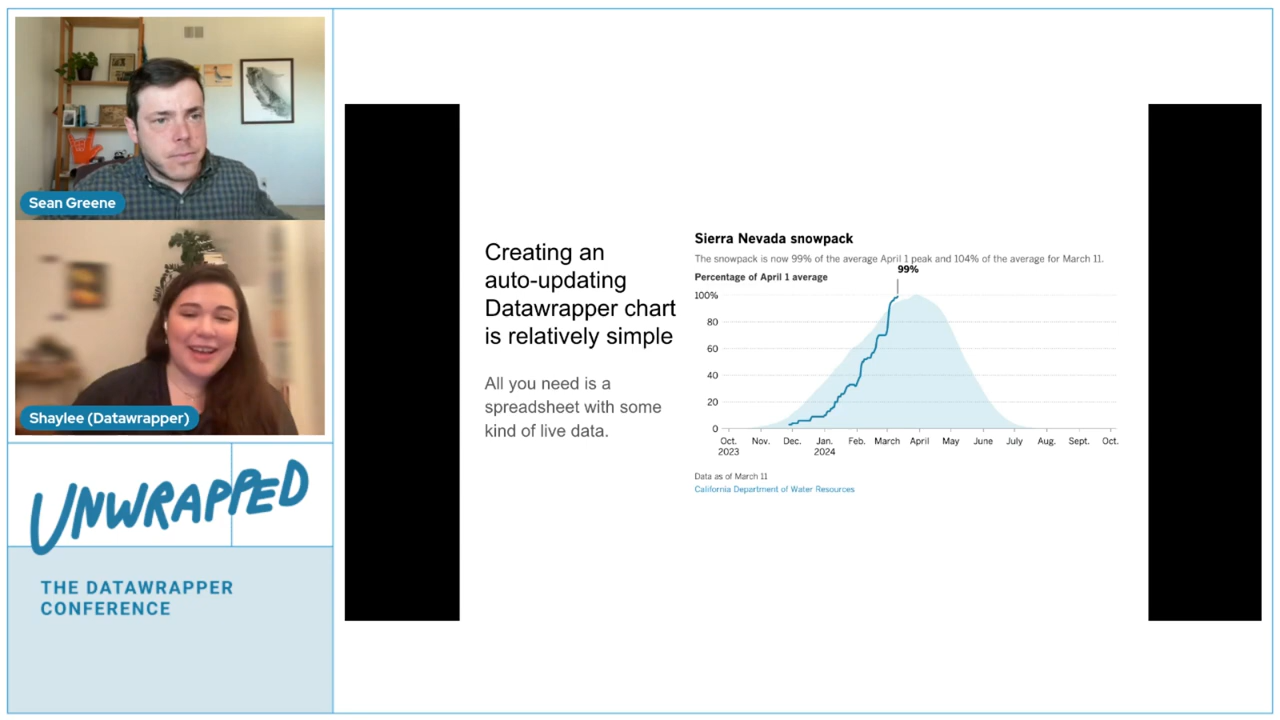 Sean Greene
Shaylee (Datawrapper)
UNWRAPPED
THE DATAWRAPPER
CONFERENCE
Creating an
auto-updating
Datawrapper chart
is relatively simple
All you need is a
spreadsheet with some
kind of live data.
Sierra Nevada snowpack
The snowpack is now 99% of the average April 1 peak and 104% of the average for March 11.
Percentage of April 1 average
99%
100%
80
60
40
20
0
Oct. Nov. Dec. Jan. Feb. March April May June July Aug. Sept. Oct.
2023 2024
Data as of March 11
California Department of Water Resources